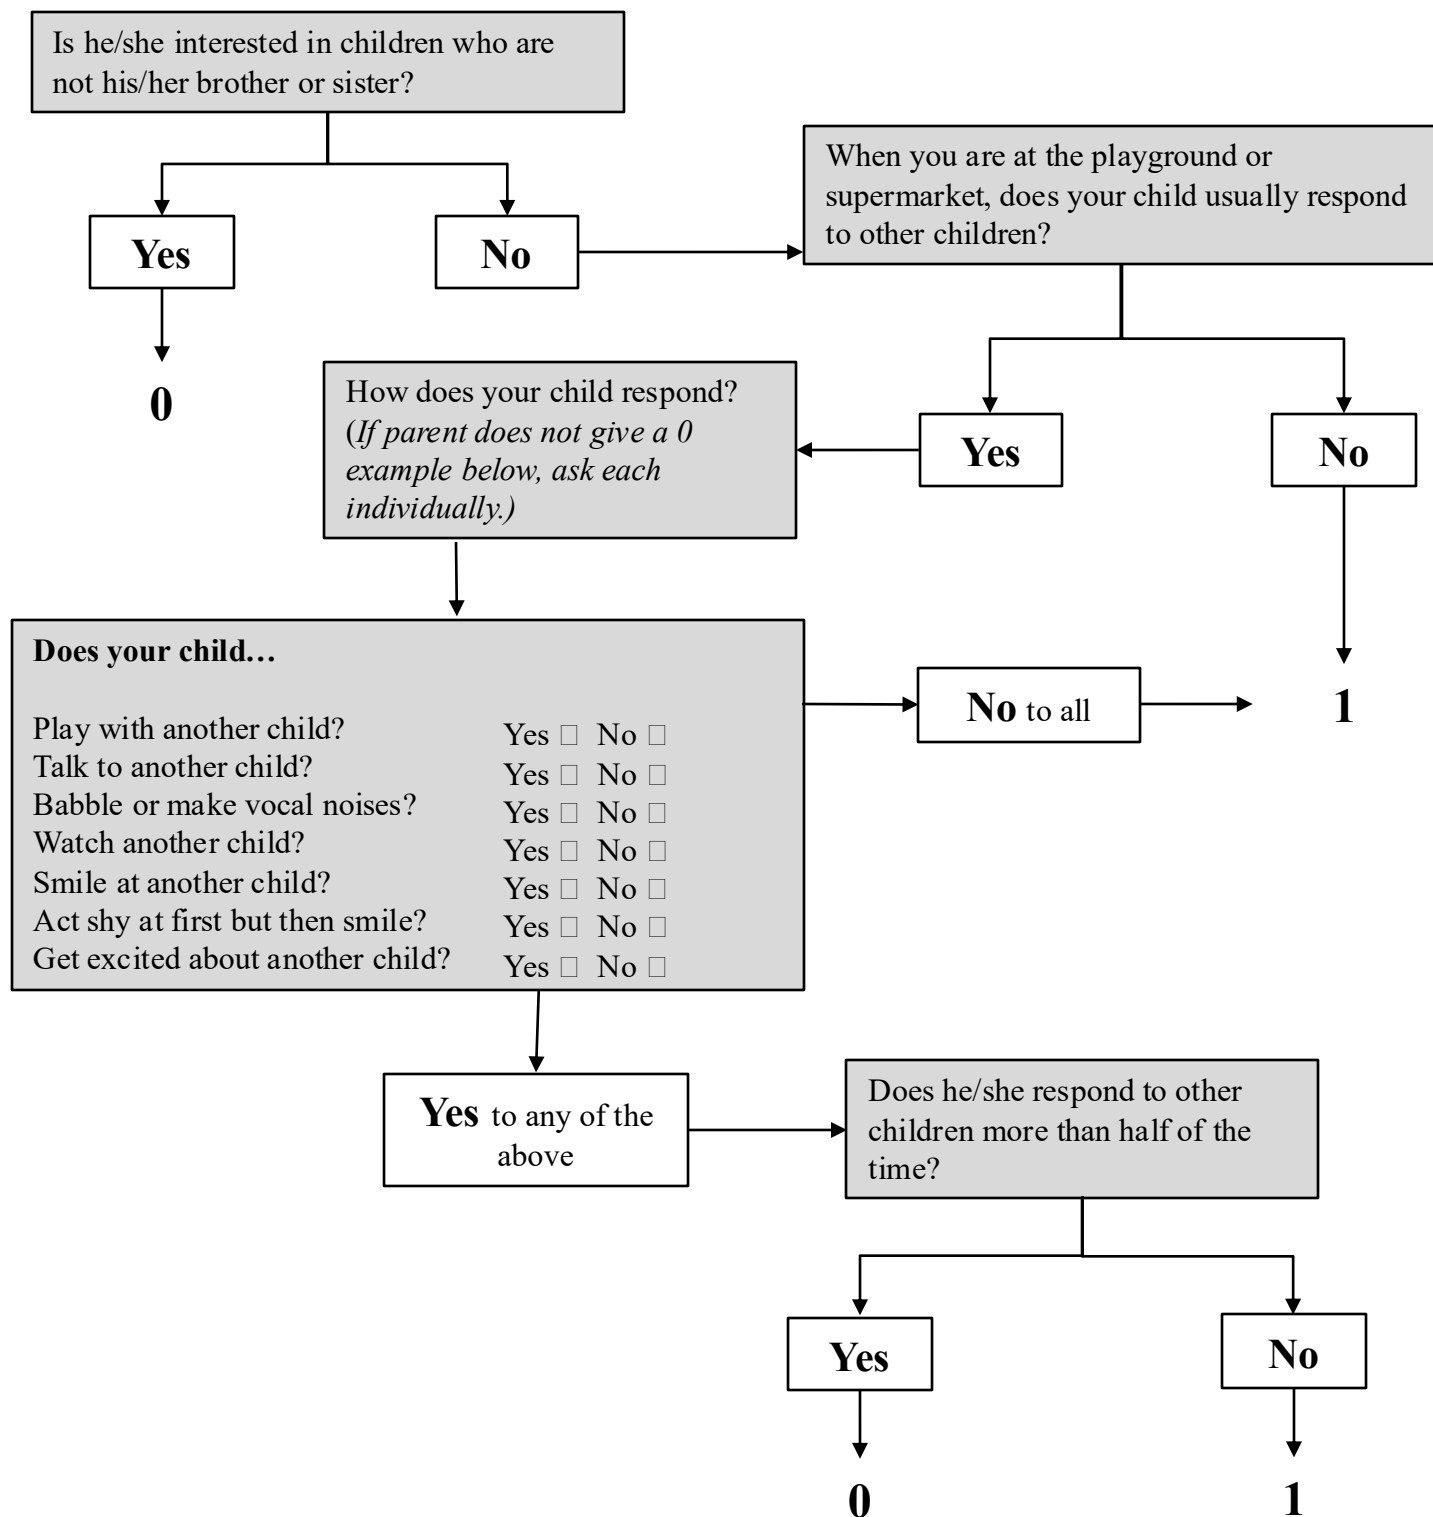 Is he/she interested in children who are
not his/her brother or sister?
When you are at the playground or
supermarket, does your child usually respond
to other children?
Yes
No
0
How does your child respond?
(If parent does not give a 0
example below, ask each
individually.)
Yes
No
Does your child…
Play with another child? Yes □ No □
Talk to another child? Yes □ No □
Babble or make vocal noises? Yes □ No □
Watch another child? Yes □ No □
Smile at another child? Yes □ No □
Act shy at first but then smile? Yes □ No □
Get excited about another child? Yes □ No □
No to all
1
Yes to any of the
above
Does he/she respond to other
children more than half of the
time?
Yes
No
0
1